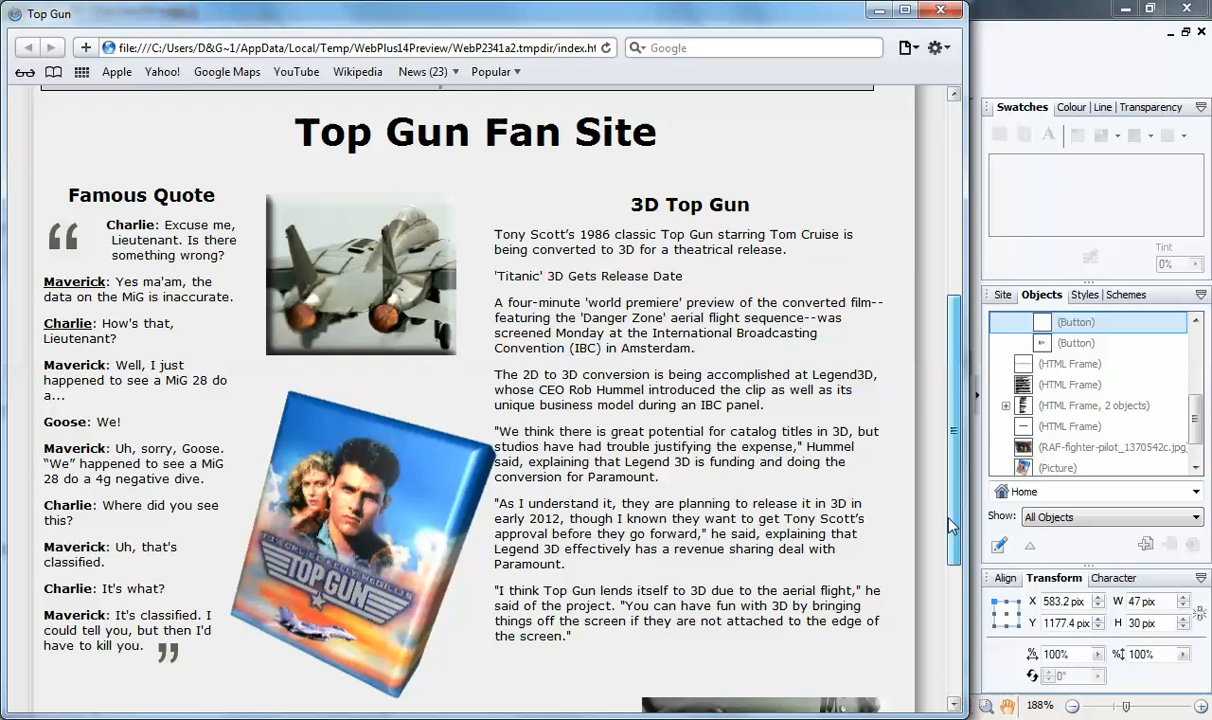 Top Gun
file:///C:/Users/D&G~1/AppData/Local/Temp/WebPlus14Preview/WebP2341a2.tmpdir/index.ht
Google
Apple
Yahoo!
Google Maps
YouTube
Wikipedia
News (23)
Popular
Top Gun Fan Site
Famous Quote
“
Charlie: Excuse me,
Lieutenant. Is there
something wrong?
Maverick: Yes ma'am, the
data on the MiG is inaccurate.
Charlie: How's that,
Lieutenant?
Maverick: Well, I just
happened to see a MiG 28 do
a...
Goose: We!
Maverick: Uh, sorry, Goose.
“We” happened to see a MiG
28 do a 4g negative dive.
Charlie: Where did you see
this?
Maverick: Uh, that's
classified.
Charlie: It's what?
Maverick: It's classified. I
could tell you, but then I'd
have to kill you. ”
TOP GUN
3D Top Gun
Tony Scott’s 1986 classic Top Gun starring Tom Cruise is
being converted to 3D for a theatrical release.
'Titanic' 3D Gets Release Date
A four-minute 'world premiere' preview of the converted film--
featuring the 'Danger Zone' aerial flight sequence--was
screened Monday at the International Broadcasting
Convention (IBC) in Amsterdam.
The 2D to 3D conversion is being accomplished at Legend3D,
whose CEO Rob Hummel introduced the clip as well as its
unique business model during an IBC panel.
"We think there is great potential for catalog titles in 3D, but
studios have had trouble justifying the expense," Hummel
said, explaining that Legend 3D is funding and doing the
conversion for Paramount.
"As I understand it, they are planning to release it in 3D in
early 2012, though I known they want to get Tony Scott’s
approval before they go forward," he said, explaining that
Legend 3D effectively has a revenue sharing deal with
Paramount.
"I think Top Gun lends itself to 3D due to the aerial flight," he
said of the project. "You can have fun with 3D by bringing
things off the screen if they are not attached to the edge of
the screen."
Swatches
Colour
Line
Transparency
Tint
0%
Site
Objects
Styles
Schemes
(Button)
(Button)
(HTML Frame)
(HTML Frame)
(HTML Frame, 2 objects)
(HTML Frame)
(RAF-fighter-pilot_1370542c.jpg,
(Picture)
Home
Show: All Objects
Align
Transform
Character
X 583.2 pix
W 47 pix
Y 1177.4 pix
H 30 pix
% 100%
% 100%
0°
188%